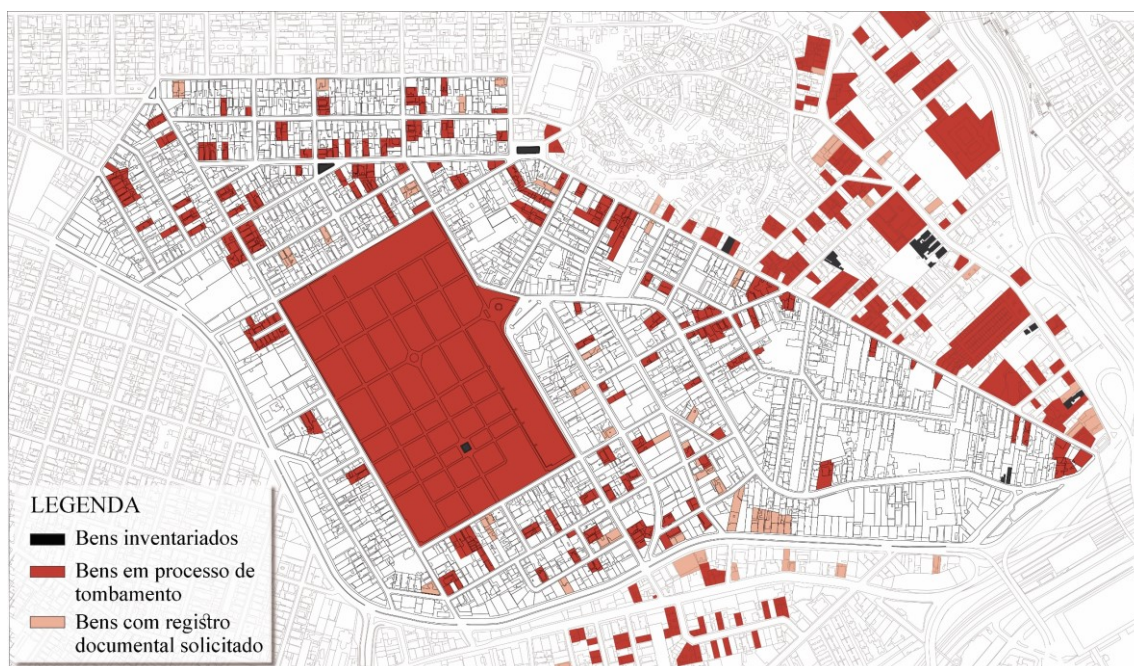 LEGENDA
Bens inventariados
Bens em processo de
tombamento
Bens com registro
documental solicitado